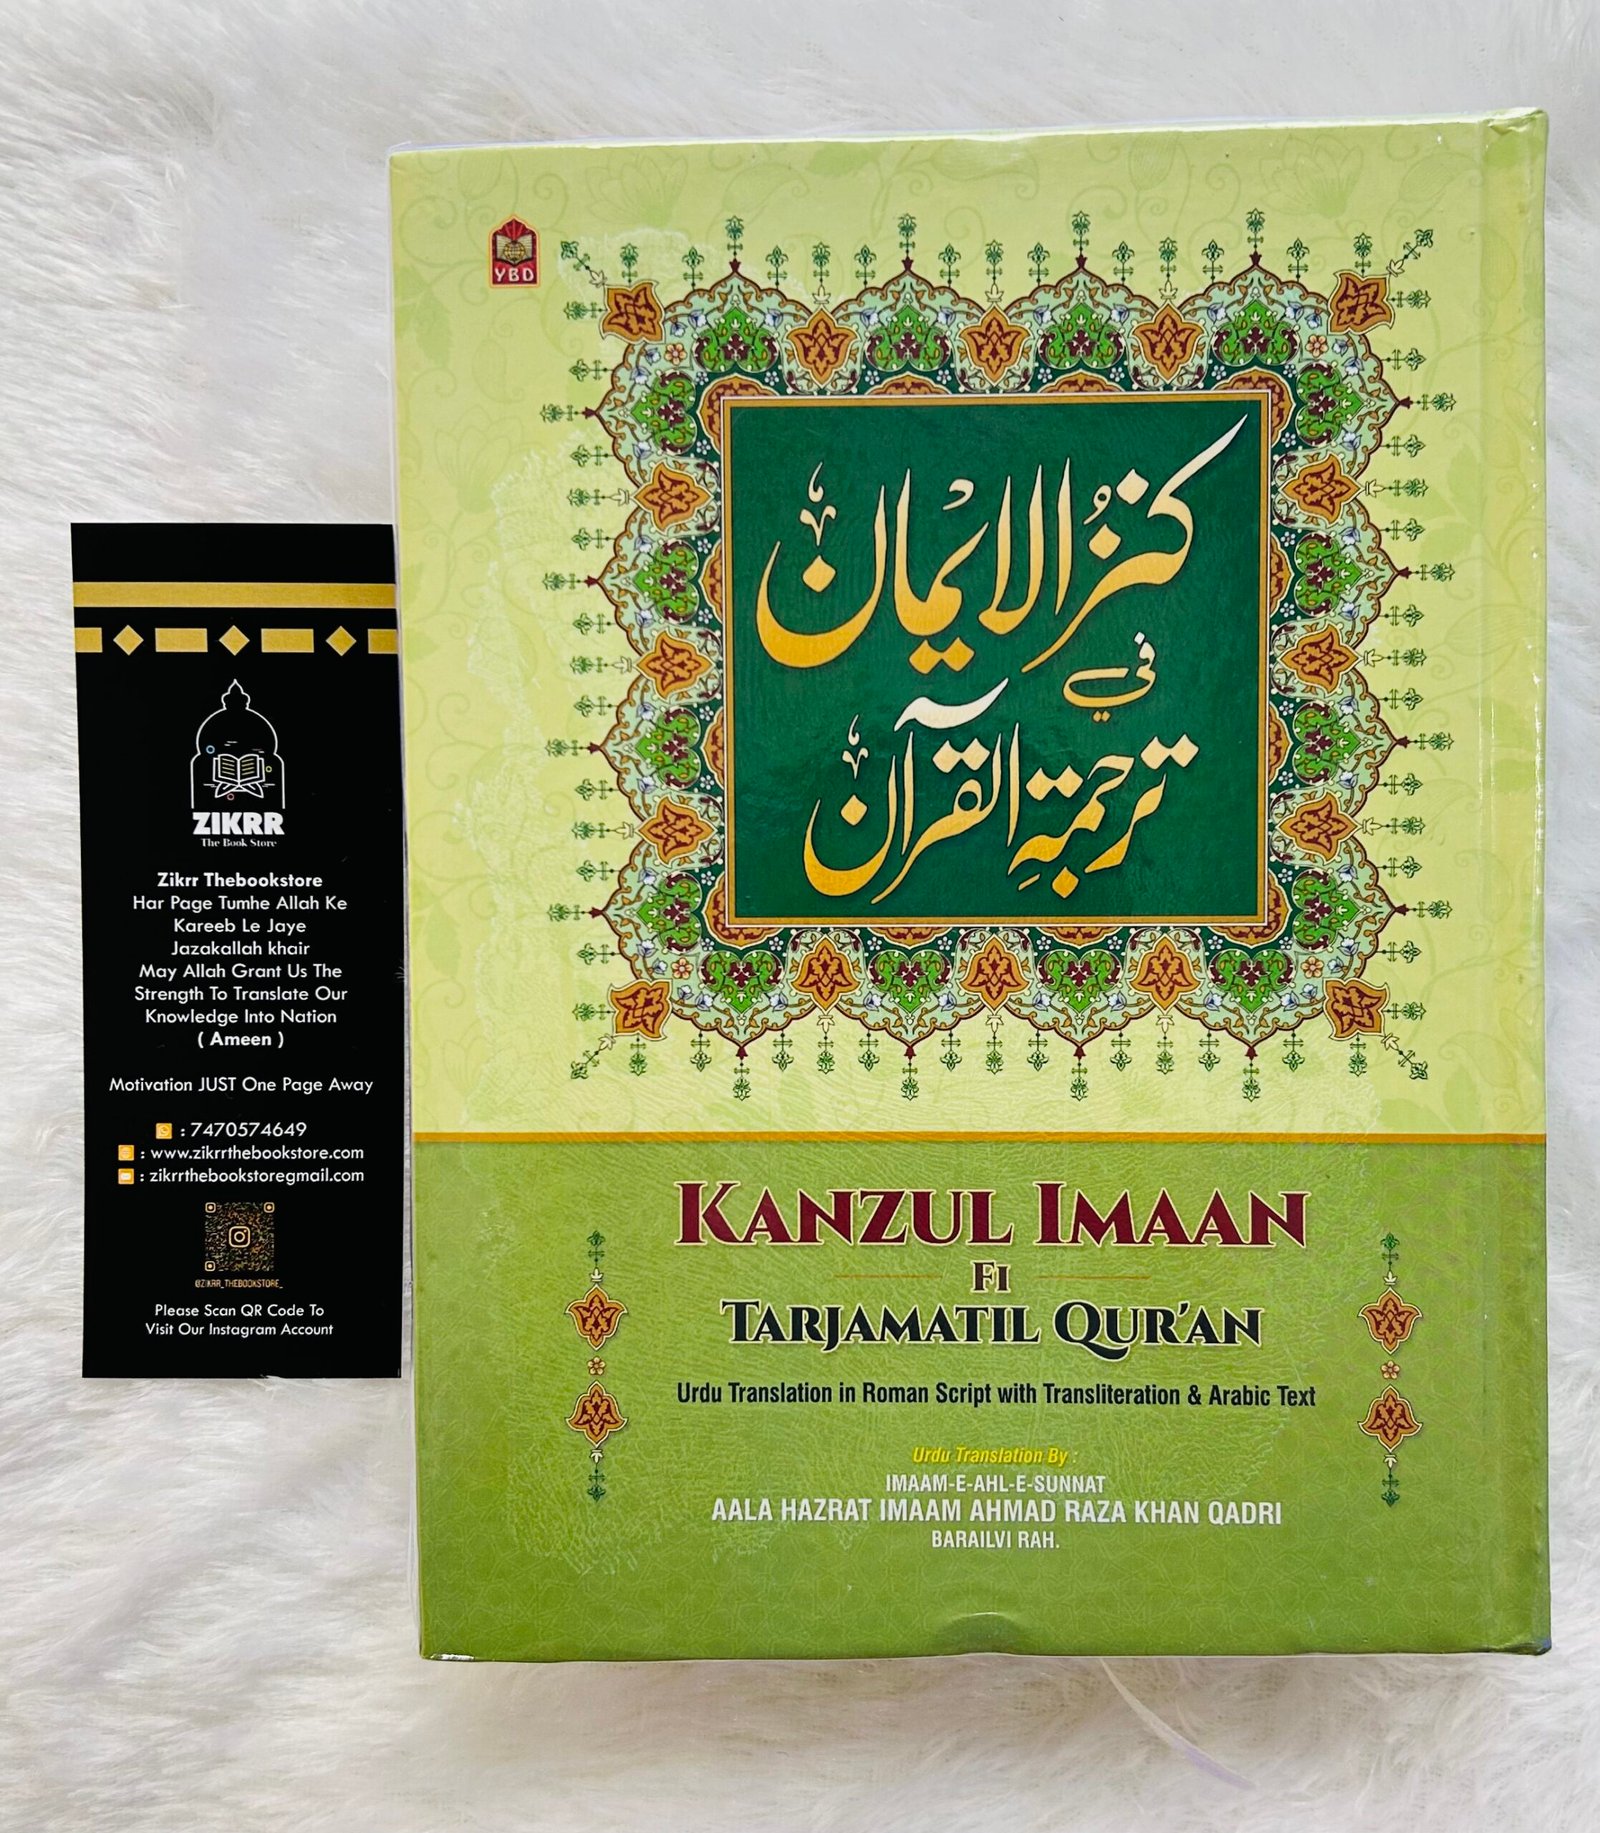 ZIKRR
The Book Store
Zikrr Thebookstore
Har Page Tumhe Allah Ke
Kareeb Le Jaye
Jazakallah khair
May Allah Grant Us The
Strength To Translate Our
Knowledge Into Nation
( Ameen )
Motivation JUST One Page Away
: 7470574649
: www.zikrrthebookstore.com
: zikrrthebookstoregmail.com
@ZIKRR_THEBOOKSTORE_
Please Scan QR Code To
Visit Our Instagram Account
YBD
کنزُالایمان
في
ترجمۃِالقرآن
KANZUL IMAAN
FI
TARJAMATIL QUR'AN
Urdu Translation in Roman Script with Transliteration & Arabic Text
Urdu Translation By :
IMAAM-E-AHL-E-SUNNAT
AALA HAZRAT IMAAM AHMAD RAZA KHAN QADRI
BARAILVI RAH.